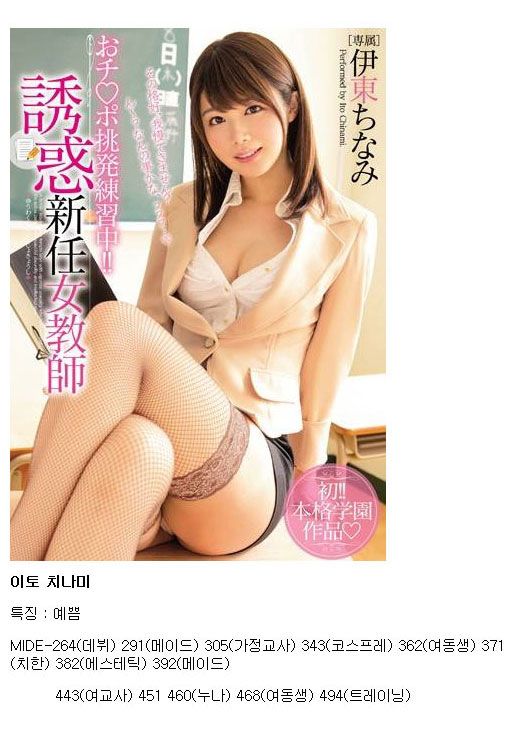 [専属]
伊東ちなみ
Performed by Ito Chinami.
8日(木)
おチ♡ポ挑発練習中!!
誘惑
新任女教師
初!!
本格学園
作品♡
이토 치나미
특징 : 예쁨
MIDE-264(데뷔) 291(메이드) 305(가정교사) 343(코스프레) 362(여동생) 371
(치한) 382(에스테틱) 392(메이드)
443(여교사) 451 460(누나) 468(여동생) 494(트레이닝)